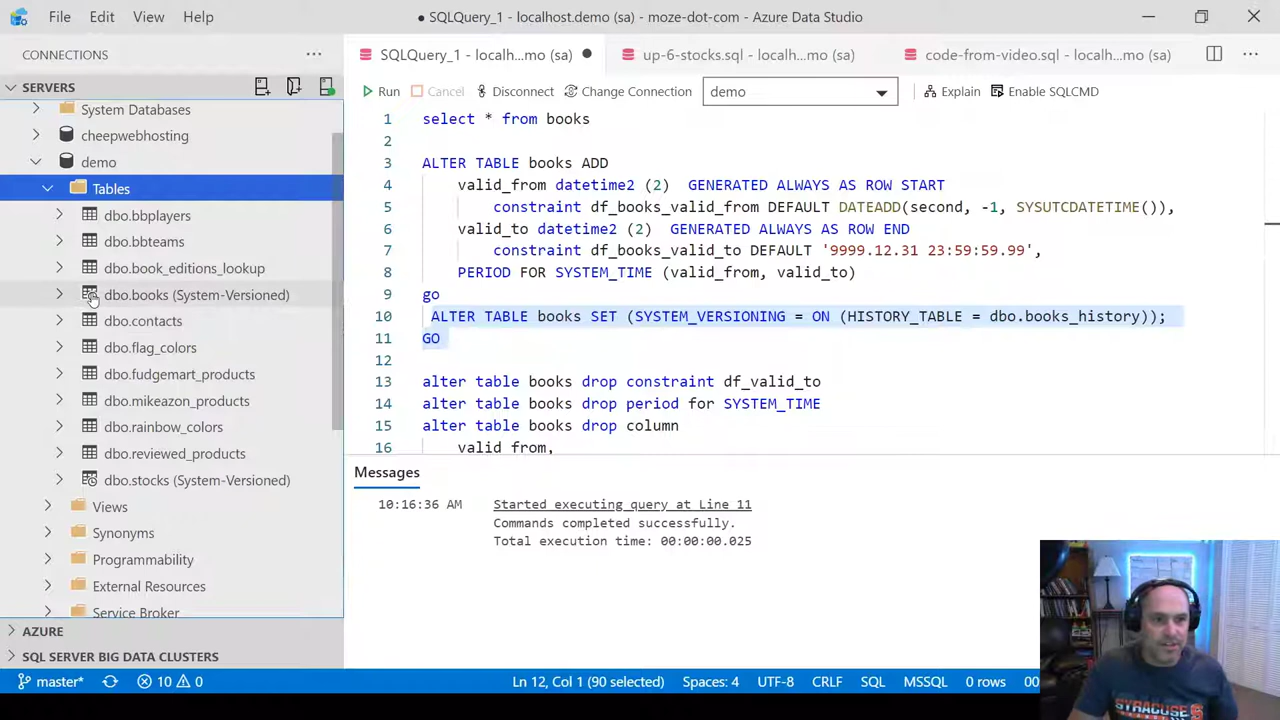 File Edit View Help
● SQLQuery_1 - localhost.demo (sa) - moze-dot-com - Azure Data Studio
CONNECTIONS
SERVERS
System Databases
cheepwebhosting
demo
Tables
dbo.bbplayers
dbo.bbteams
dbo.book_editions_lookup
dbo.books (System-Versioned)
dbo.contacts
dbo.flag_colors
dbo.fudgemart_products
dbo.mikeazon_products
dbo.rainbow_colors
dbo.reviewed_products
dbo.stocks (System-Versioned)
Views
Synonyms
Programmability
External Resources
Service Broker
AZURE
SQL SERVER BIG DATA CLUSTERS
SQLQuery_1 - localh...mo (sa) ● up-6-stocks.sql - localh...mo (sa) code-from-video.sql - localh...mo (sa)
Run Cancel Disconnect Change Connection demo Explain Enable SQLCMD
1 select * from books
2
3 ALTER TABLE books ADD
4 valid_from datetime2 (2) GENERATED ALWAYS AS ROW START
5 constraint df_books_valid_from DEFAULT DATEADD(second, -1, SYSUTCDATETIME()),
6 valid_to datetime2 (2) GENERATED ALWAYS AS ROW END
7 constraint df_books_valid_to DEFAULT '9999.12.31 23:59:59.99',
8 PERIOD FOR SYSTEM_TIME (valid_from, valid_to)
9 go
10 ALTER TABLE books SET (SYSTEM_VERSIONING = ON (HISTORY_TABLE = dbo.books_history));
11 GO
12
13 alter table books drop constraint df_valid_to
14 alter table books drop period for SYSTEM_TIME
15 alter table books drop column
16 valid from,
Messages
10:16:36 AM Started executing query at Line 11
Commands completed successfully.
Total execution time: 00:00:00.025
SYRACUSE
master* 10 0 Ln 12, Col 1 (90 selected) Spaces: 4 UTF-8 CRLF SQL MSSQL 0 rows 00